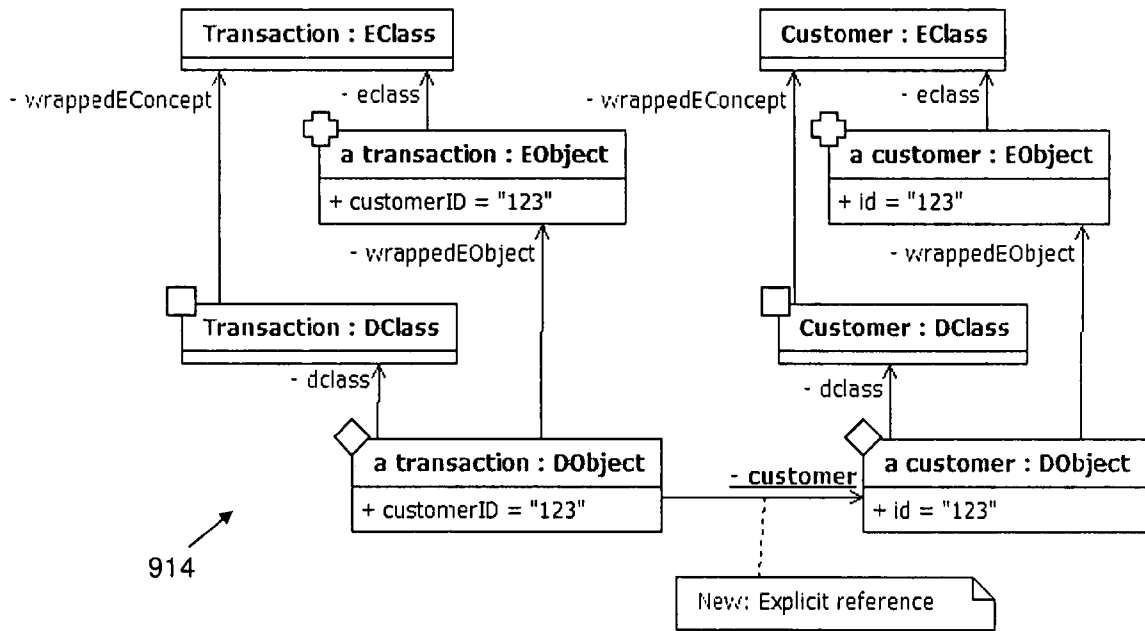 Transaction : EClass
Customer : EClass
- wrappedEConcept
- eclass
- wrappedEConcept
- eclass
a transaction : EObject
+ customerID = "123"
a customer : EObject
+ id = "123"
- wrappedEObject
- wrappedEObject
Transaction : DClass
Customer : DClass
- dclass
- dclass
a transaction : DObject
+ customerID = "123"
- customer
a customer : DObject
+ id = "123"
914
New: Explicit reference